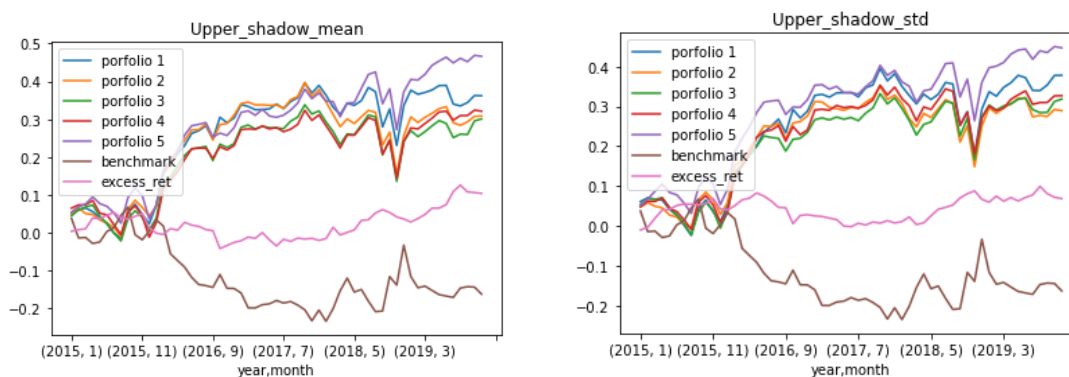 Upper_shadow_mean
0.5
0.4
0.3
0.2
0.1
0.0
−0.1
−0.2
porfolio 1
porfolio 2
porfolio 3
porfolio 4
porfolio 5
benchmark
excess_ret
(2015, 1) (2015, 11) (2016, 9) (2017, 7) (2018, 5) (2019, 3)
year,month
Upper_shadow_std
0.4
0.3
0.2
0.1
0.0
−0.1
−0.2
porfolio 1
porfolio 2
porfolio 3
porfolio 4
porfolio 5
benchmark
excess_ret
(2015, 1) (2015, 11) (2016, 9) (2017, 7) (2018, 5) (2019, 3)
year,month